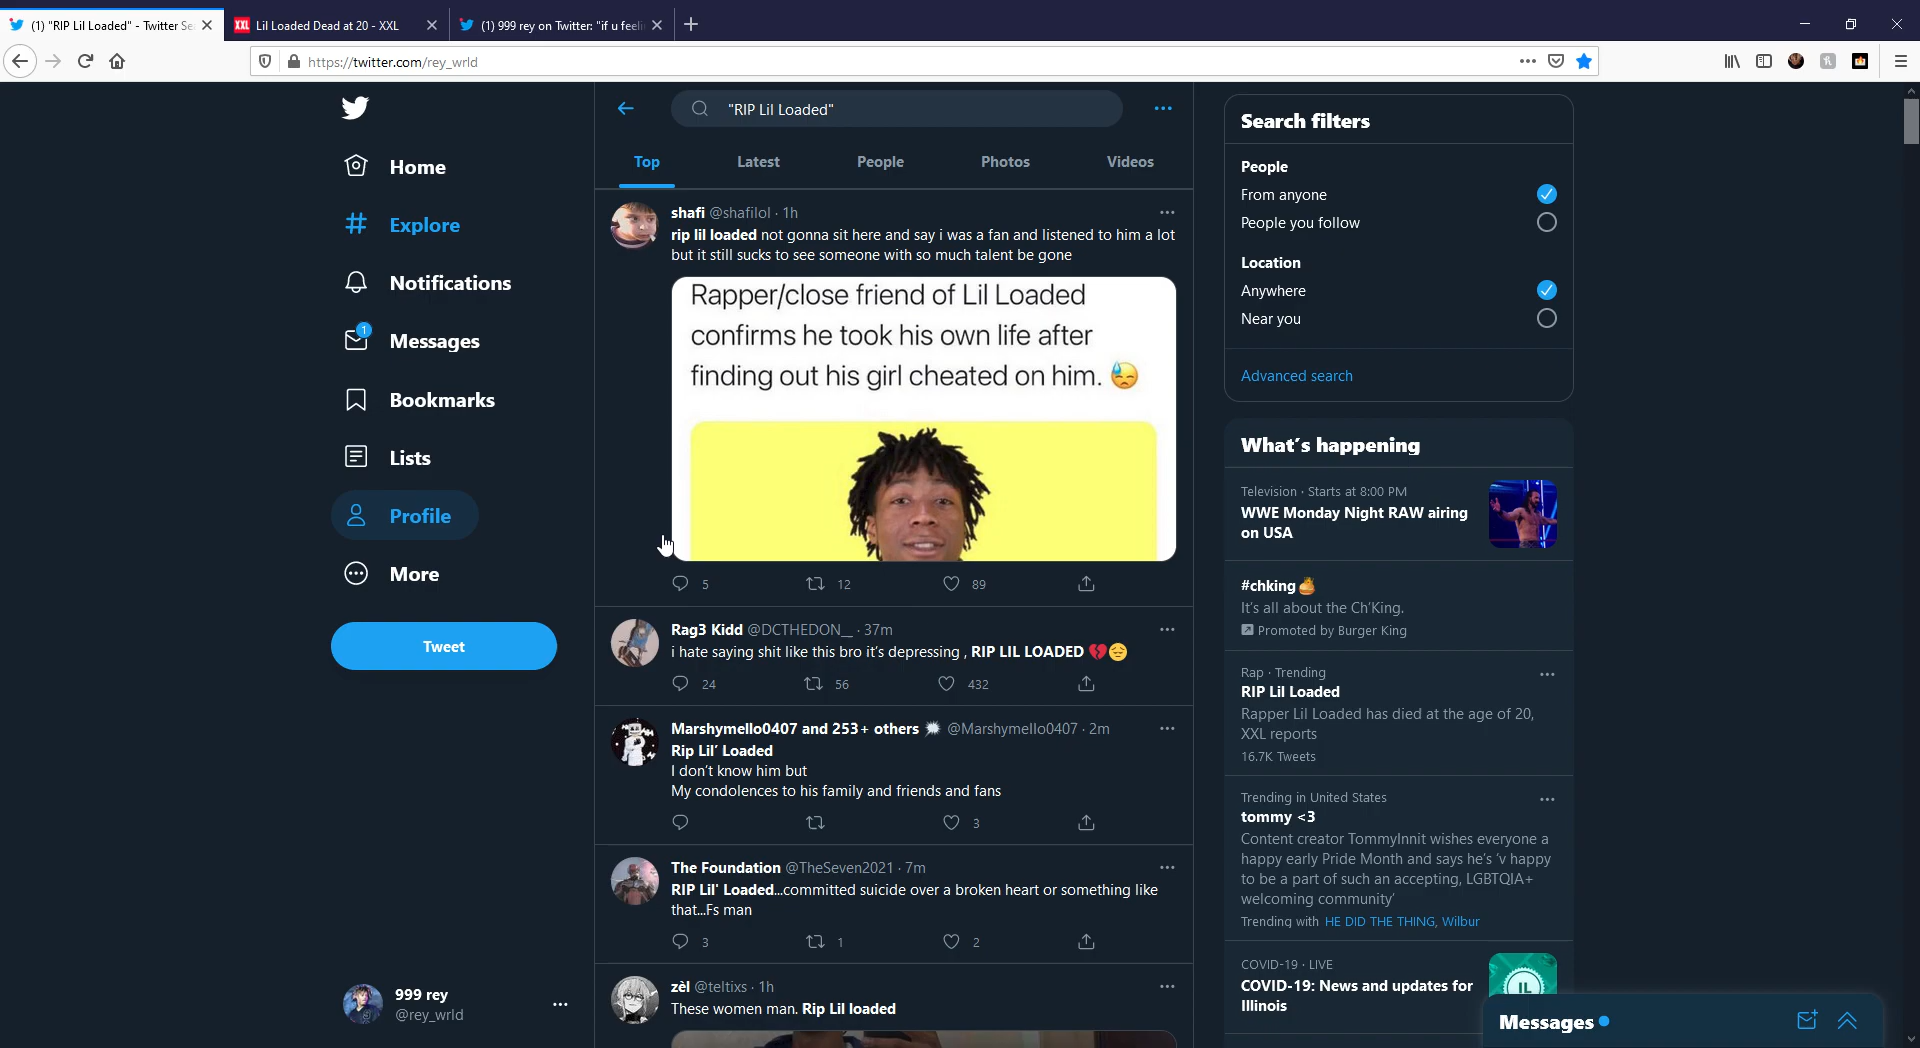 (1) "RIP Lil Loaded" - Twitter Se
XXL Lil Loaded Dead at 20 - XXL
(1) 999 rey on Twitter: "if u feeli
https://twitter.com/rey_wrld
Home
Explore
Notifications
1
Messages
Bookmarks
Lists
Profile
More
Tweet
999 rey
@rey_wrld
"RIP Lil Loaded"
Top Latest People Photos Videos
shafi @shafilol · 1h
rip lil loaded not gonna sit here and say i was a fan and listened to him a lot
but it still sucks to see someone with so much talent be gone
Rapper/close friend of Lil Loaded
confirms he took his own life after
finding out his girl cheated on him. 😓
5 12 89
Rag3 Kidd @DCTHEDON__ · 37m
i hate saying shit like this bro it's depressing , RIP LIL LOADED 💔😔
24 56 432
Marshymello0407 and 253+ others @Marshymello0407 · 2m
Rip Lil' Loaded
I don't know him but
My condolences to his family and friends and fans
3
The Foundation @TheSeven2021 · 7m
RIP Lil' Loaded...committed suicide over a broken heart or something like
that...Fs man
3 1 2
zèl @teltixs · 1h
These women man. Rip Lil loaded
Search filters
People
From anyone
People you follow
Location
Anywhere
Near you
Advanced search
What's happening
Television · Starts at 8:00 PM
WWE Monday Night RAW airing
on USA
#chking
It's all about the Ch'King.
Promoted by Burger King
Rap · Trending
RIP Lil Loaded
Rapper Lil Loaded has died at the age of 20,
XXL reports
16.7K Tweets
Trending in United States
tommy <3
Content creator TommyInnit wishes everyone a
happy early Pride Month and says he's 'v happy
to be a part of such an accepting, LGBTQIA+
welcoming community'
Trending with HE DID THE THING, Wilbur
COVID-19 · LIVE
COVID-19: News and updates for
Illinois
IL
Messages